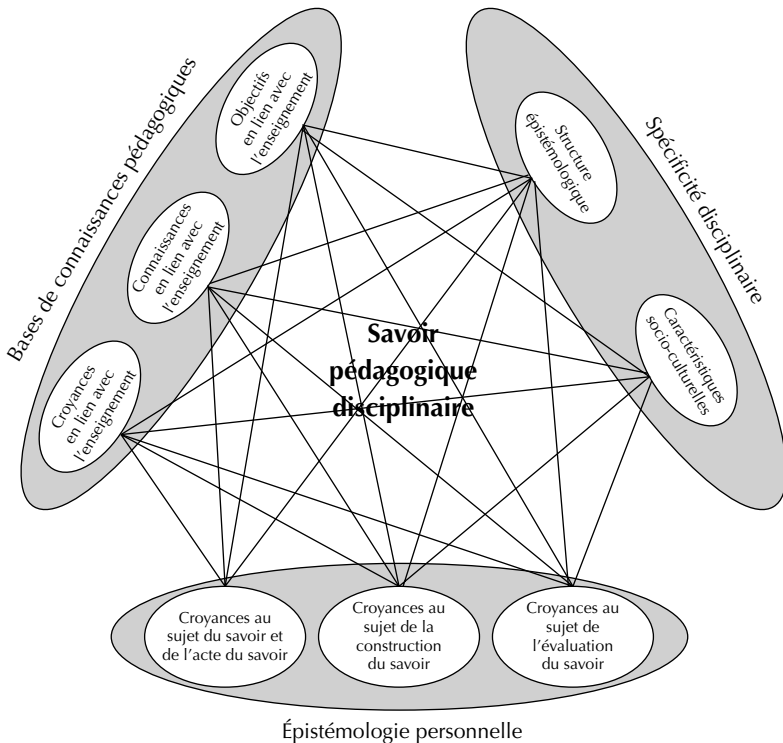 Bases de connaissances pédagogiques
Objectifs
en lien avec
l'enseignement
Connaissances
en lien avec
l'enseignement
Croyances
en lien avec
l'enseignement
Spécificité disciplinaire
Structure
épistémologique
Caractéristiques
socio-culturelles
Savoir
pédagogique
disciplinaire
Croyances au
sujet du savoir et
de l'acte du savoir
Croyances au
sujet de la
construction
du savoir
Croyances au
sujet de
l'évaluation
du savoir
Épistémologie personnelle